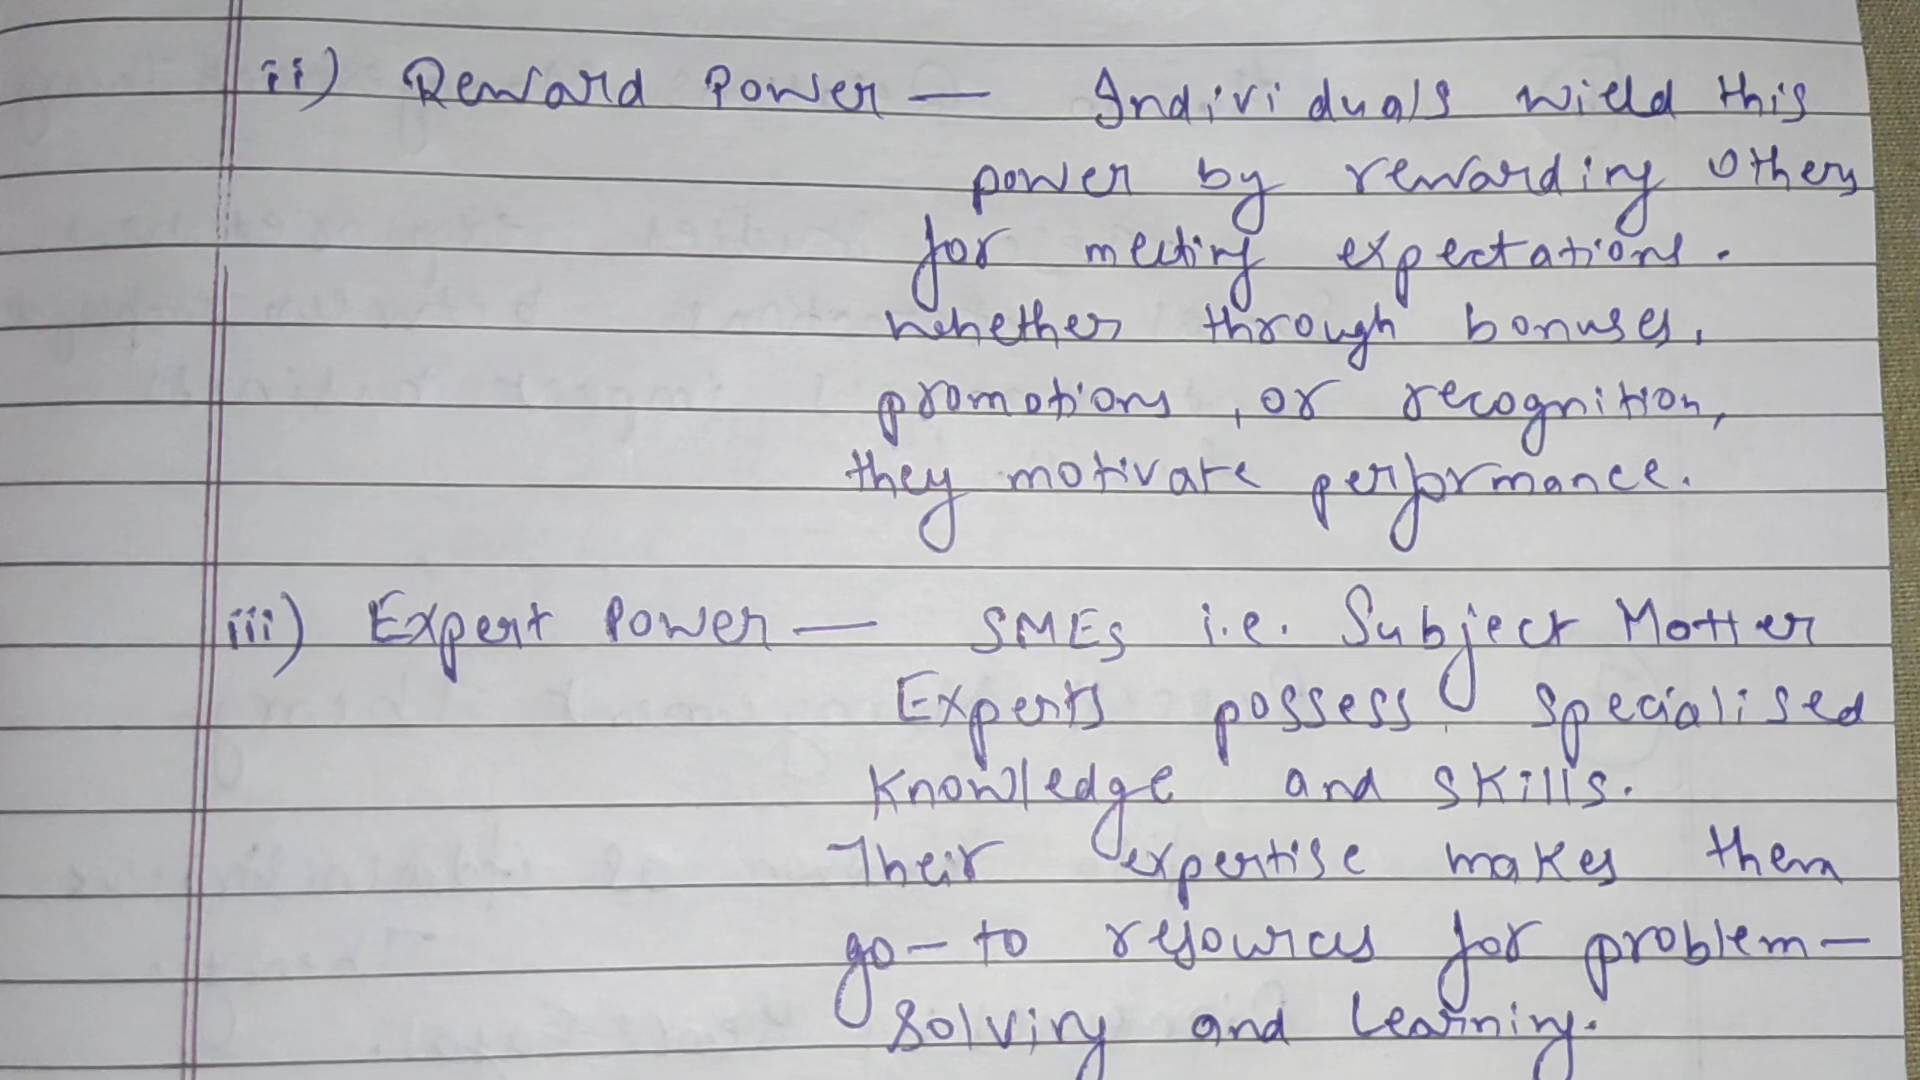 ii) Reward Power — Individuals wield this
power by rewarding others
for meeting expectations.
whether through bonuses,
promotions, or recognition,
they motivate performance.
iii) Expert Power — SMEs i.e. Subject Matter
Experts possess specialised
Knowledge and skills.
Their expertise makes them
go-to resources for problem-
solving and learning.